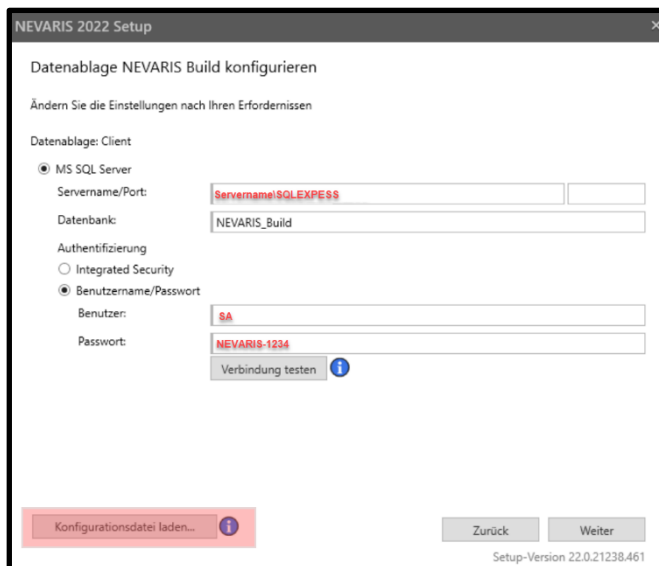 NEVARIS 2022 Setup
Datenablage NEVARIS Build konfigurieren
Ändern Sie die Einstellungen nach Ihren Erfordernissen
Datenablage: Client
MS SQL Server
Servername/Port: Servername\SQLEXPESS
Datenbank: NEVARIS_Build
Authentifizierung
Integrated Security
Benutzername/Passwort
Benutzer: SA
Passwort: NEVARIS-1234
Verbindung testen
Konfigurationsdatei laden... Zurück Weiter
Setup-Version 22.0.21238.461